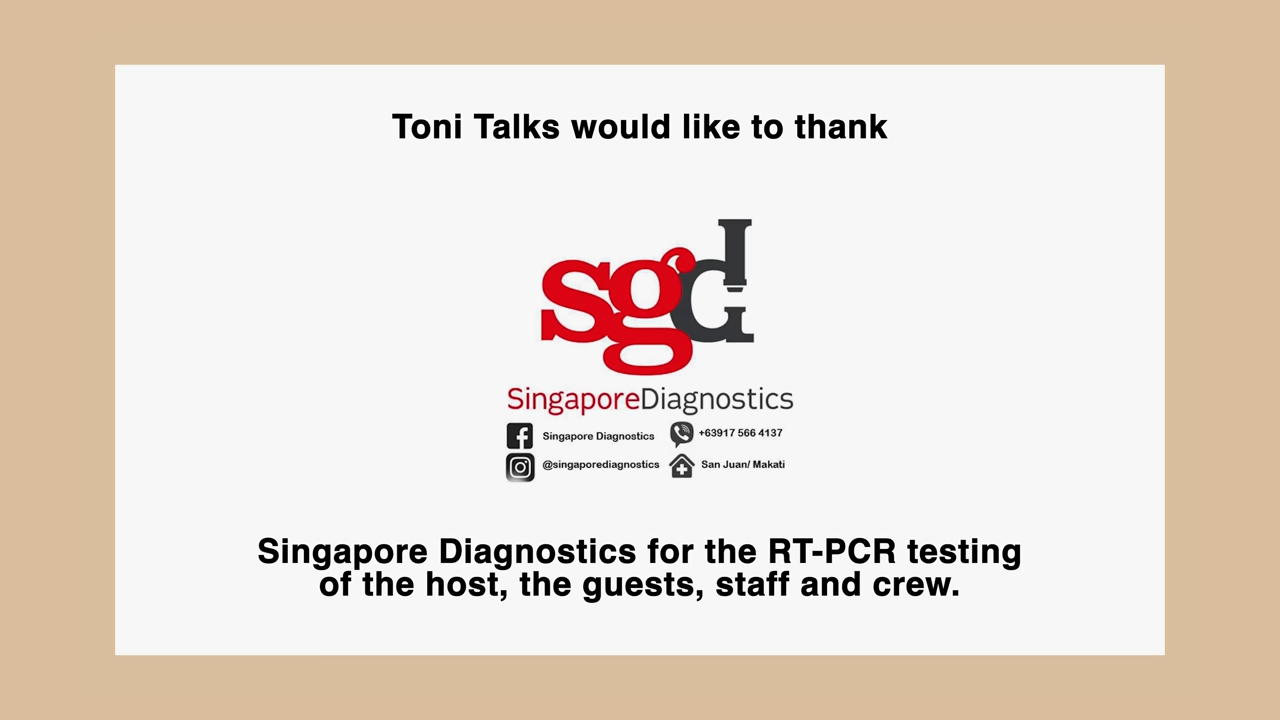 Toni Talks would like to thank
sgd
SingaporeDiagnostics
Singapore Diagnostics
+63917 566 4137
@singaporediagnostics
San Juan/ Makati
Singapore Diagnostics for the RT-PCR testing
of the host, the guests, staff and crew.